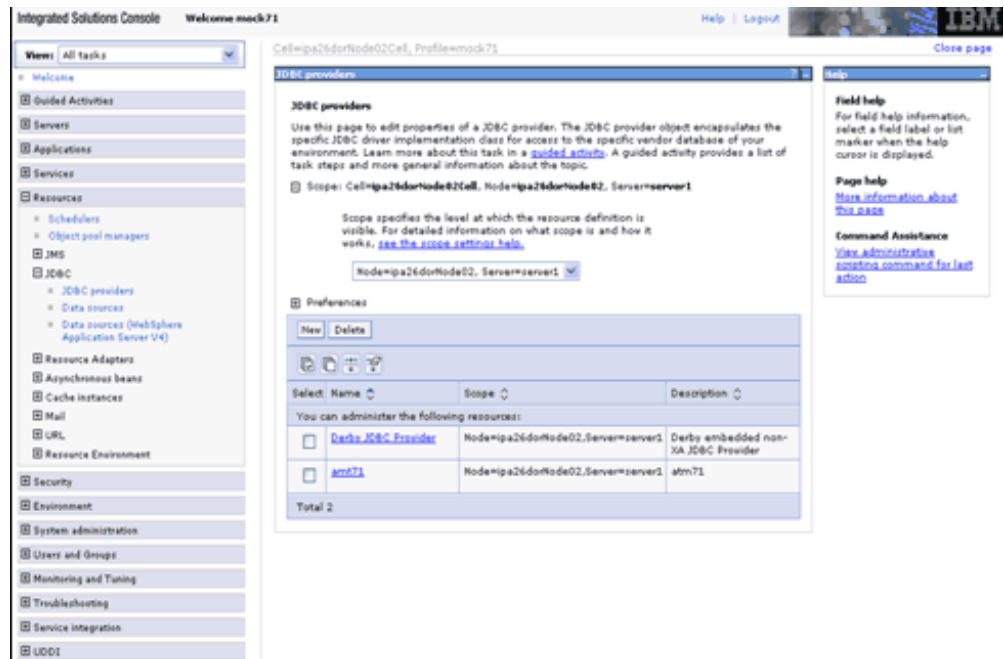 Integrated Solutions Console Welcome mock71
Help | Logout
IBM
View: All tasks
Welcome
Guided Activities
Servers
Applications
Services
Resources
Schedulers
Object pool managers
JMS
JDBC
JDBC providers
Data sources
Data sources (WebSphere
Application Server V4)
Resource Adapters
Asynchronous beans
Cache instances
Mail
URL
Resource Environment
Security
Environment
System administration
Users and Groups
Monitoring and Tuning
Troubleshooting
Service integration
UDDI
Cell=ipa26dorNode02Cell, Profile=mock71
Close page
JDBC providers ? -
JDBC providers
Use this page to edit properties of a JDBC provider. The JDBC provider object encapsulates the
specific JDBC driver implementation class for access to the specific vendor database of your
environment. Learn more about this task in a guided activity. A guided activity provides a list of
task steps and more general information about the topic.
Scope: Cell=ipa26dorNode02Cell, Node=ipa26dorNode02, Server=server1
Scope specifies the level at which the resource definition is
visible. For detailed information on what scope is and how it
works, see the scope settings help.
Node=ipa26dorNode02, Server=server1
Preferences
New Delete
Select Name Scope Description
You can administer the following resources:
Derby JDBC Provider Node=ipa26dorNode02,Server=server1 Derby embedded non-
XA JDBC Provider
amt71 Node=ipa26dorNode02,Server=server1 atm71
Total 2
Help -
Field help
For field help information,
select a field label or list
marker when the help
cursor is displayed.
Page help
More information about
this page
Command Assistance
View administrative
scripting command for last
action